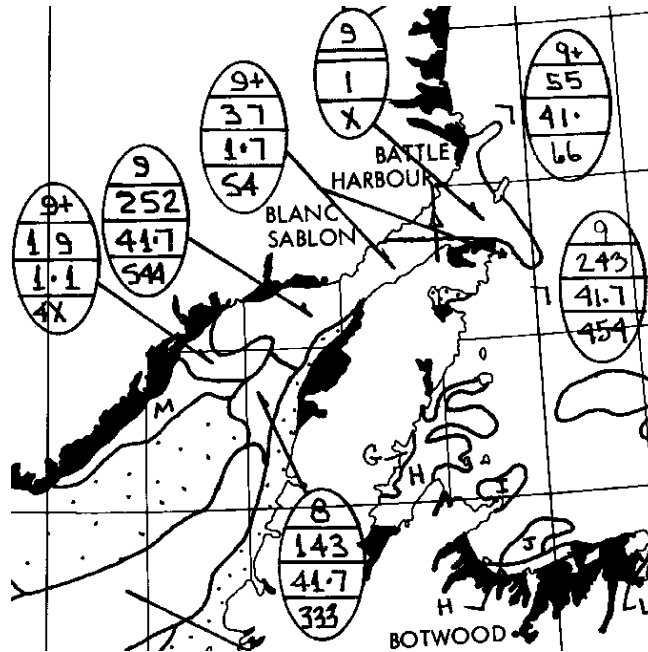 9
1
X
9+
37
1·7
54
9+
55
41·
66
BATTLE
HARBOUR
BLANC
SABLON
9
252
41·7
544
9+
1 9
1·1
4X
9
243
41.7
454
M
G
H
I
J
8
143
41·7
333
H
L
BOTWOOD